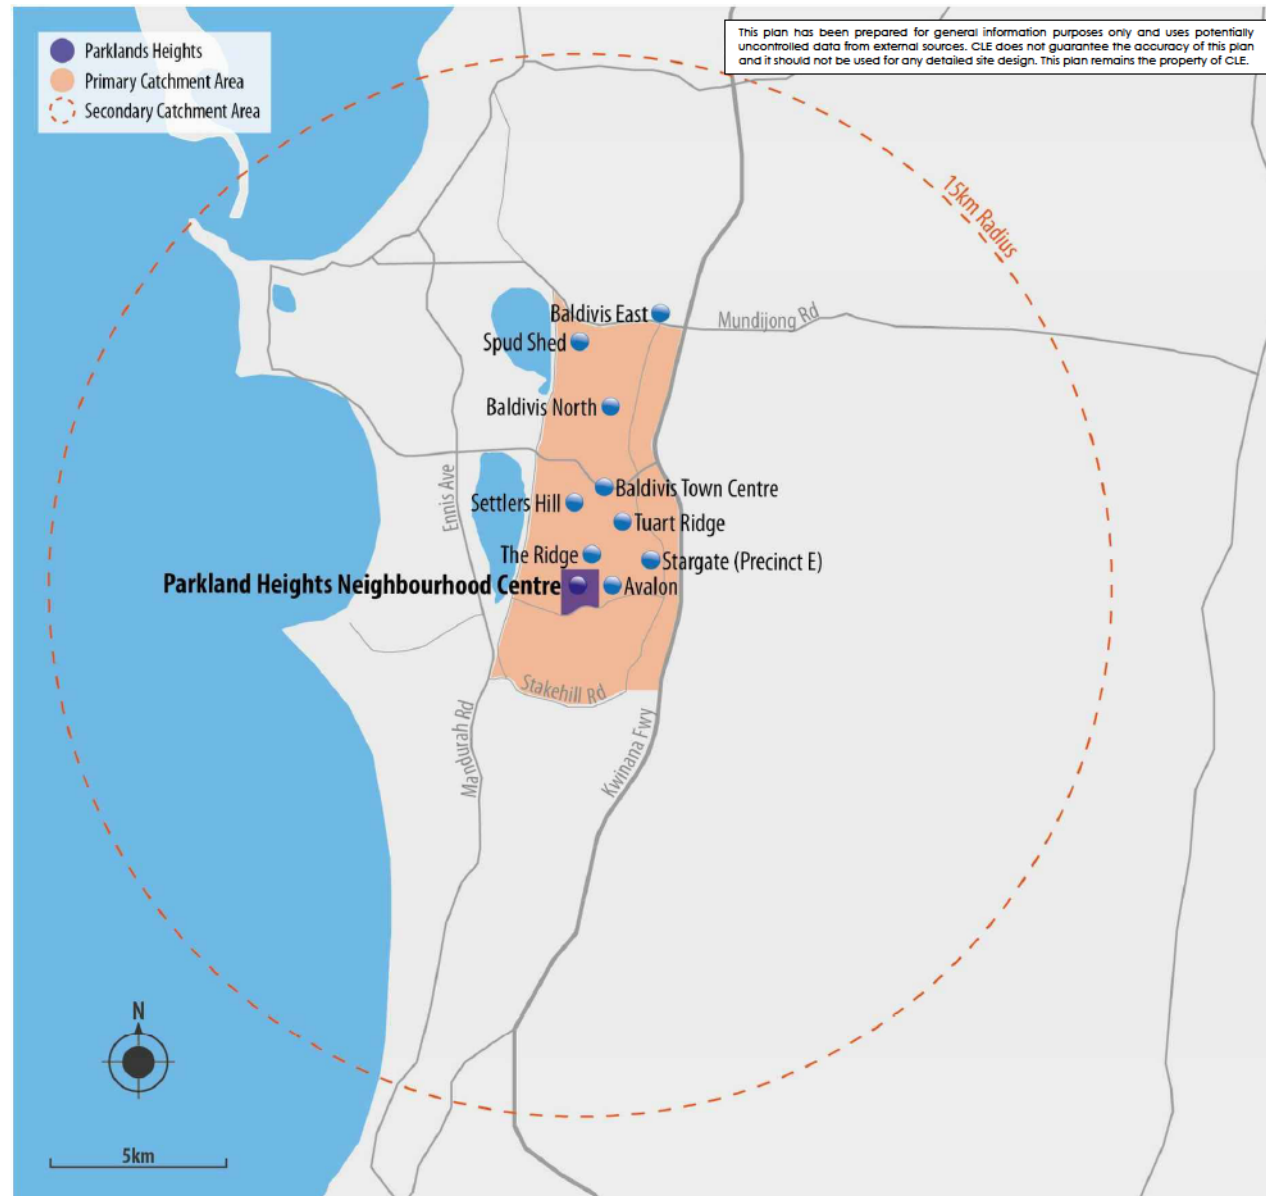 Parklands Heights
Primary Catchment Area
Secondary Catchment Area
This plan has been prepared for general information purposes only and uses potentially
uncontrolled data from external sources. CLE does not guarantee the accuracy of this plan
and it should not be used for any detailed site design. This plan remains the property of CLE.
15km Radius
Baldivis East
Mundijong Rd
Spud Shed
Baldivis North
Ennis Ave
Baldivis Town Centre
Settlers Hill
Tuart Ridge
The Ridge
Stargate (Precinct E)
Parkland Heights Neighbourhood Centre
Avalon
Stakehill Rd
Mandurah Rd
Kwinana Fwy
N
5km